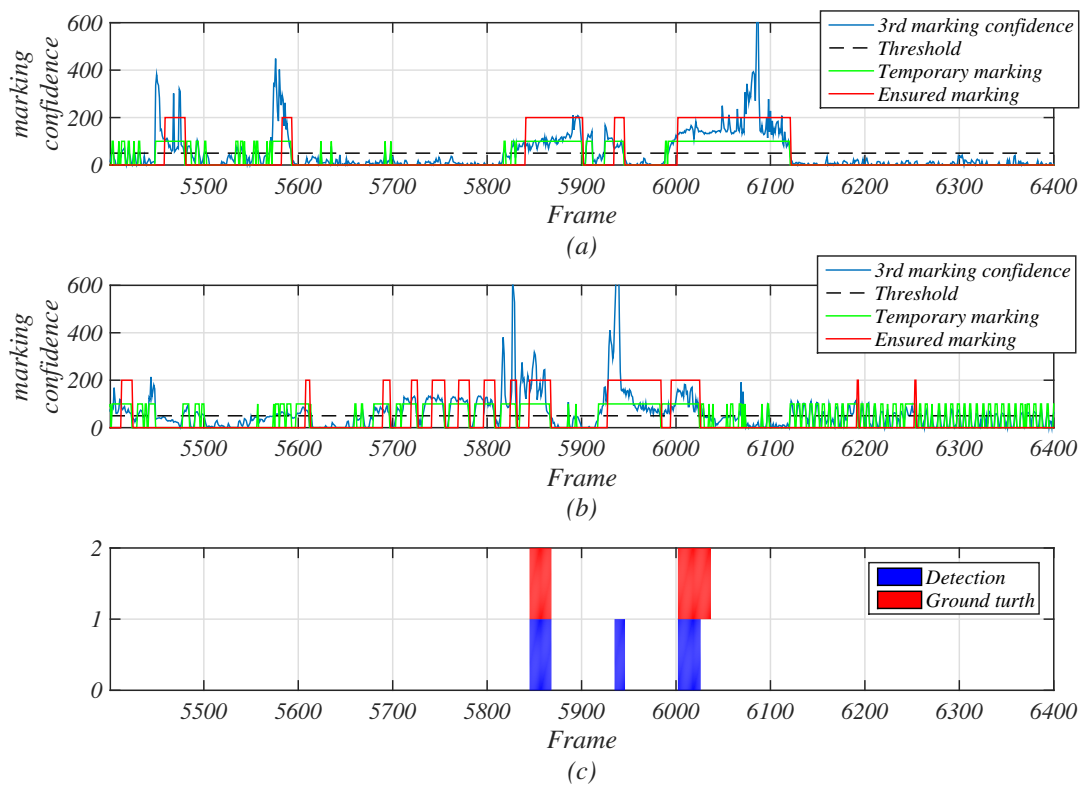 600
400
200
0
marking
confidence
3rd marking confidence
Threshold
Temporary marking
Ensured marking
5500 5600 5700 5800 5900 6000 6100 6200 6300 6400
Frame
(a)
600
400
200
0
marking
confidence
3rd marking confidence
Threshold
Temporary marking
Ensured marking
5500 5600 5700 5800 5900 6000 6100 6200 6300 6400
Frame
(b)
2
1
0
Detection
Ground turth
5500 5600 5700 5800 5900 6000 6100 6200 6300 6400
Frame
(c)